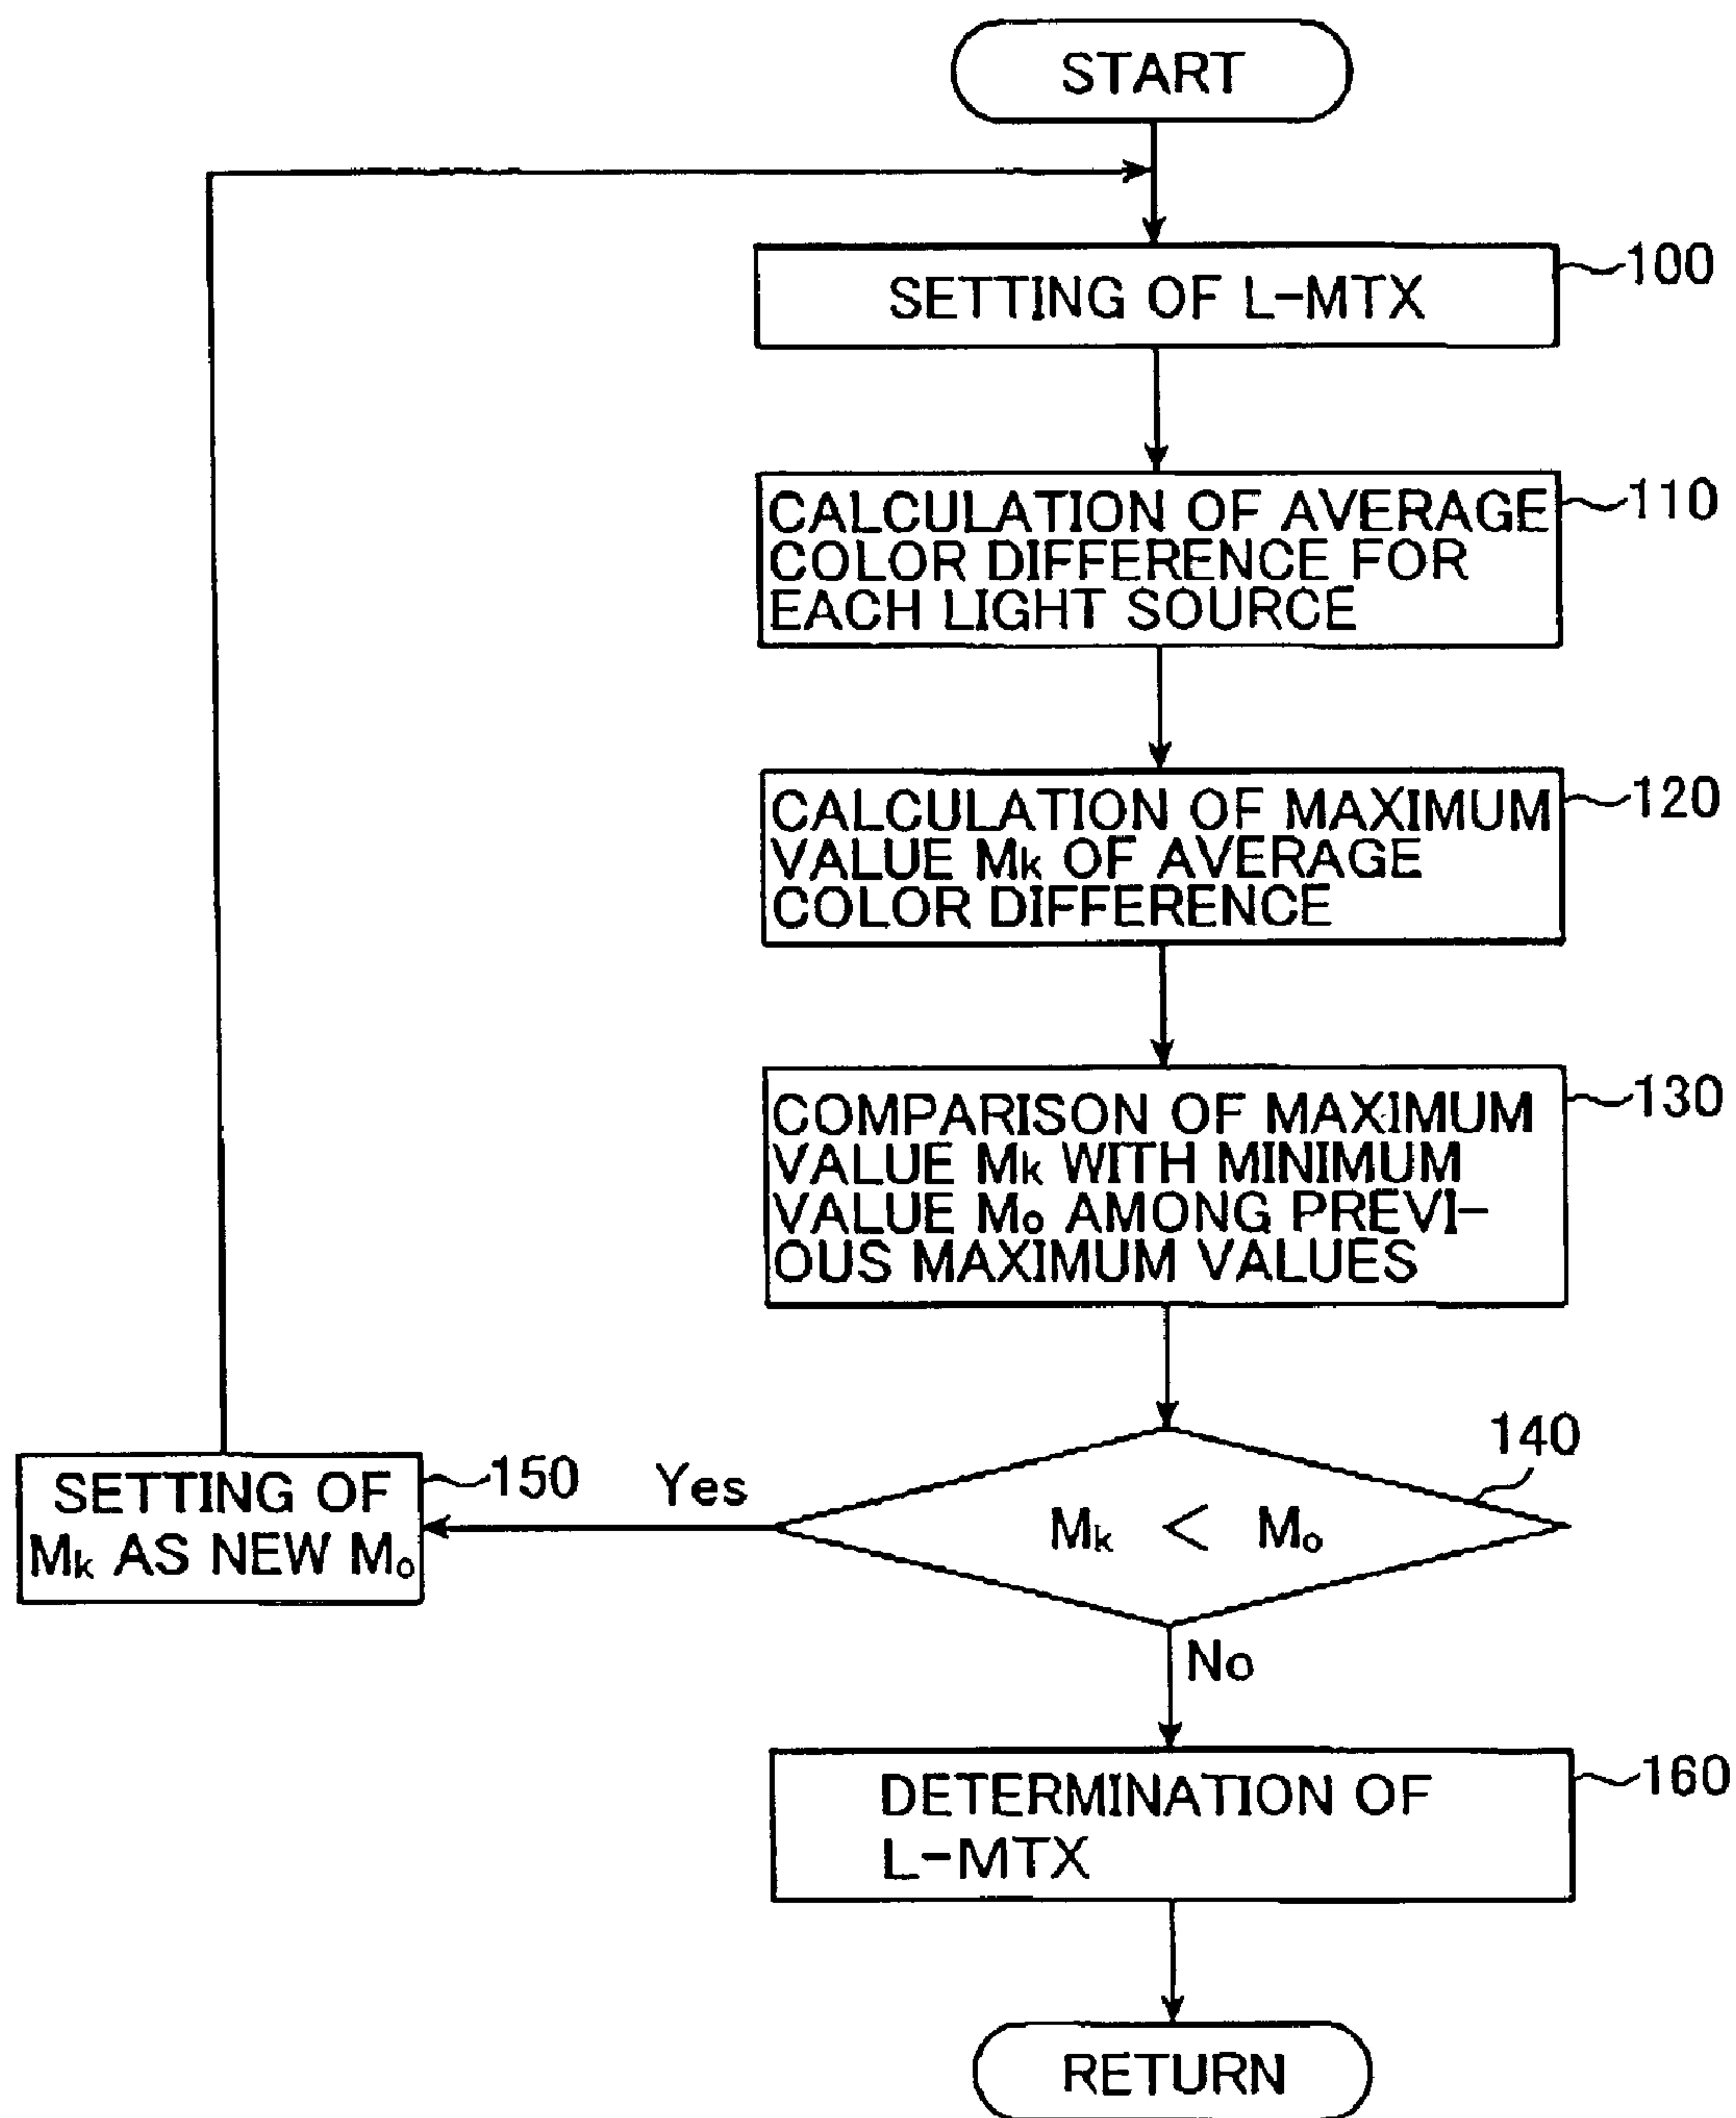 START
SETTING OF L-MTX
100
CALCULATION OF AVERAGE
COLOR DIFFERENCE FOR
EACH LIGHT SOURCE
110
CALCULATION OF MAXIMUM
VALUE Mk OF AVERAGE
COLOR DIFFERENCE
120
COMPARISON OF MAXIMUM
VALUE Mk WITH MINIMUM
VALUE Mo AMONG PREVI-
OUS MAXIMUM VALUES
130
140
Mk < Mo
Yes
SETTING OF
Mk AS NEW Mo
150
No
DETERMINATION OF
L-MTX
160
RETURN